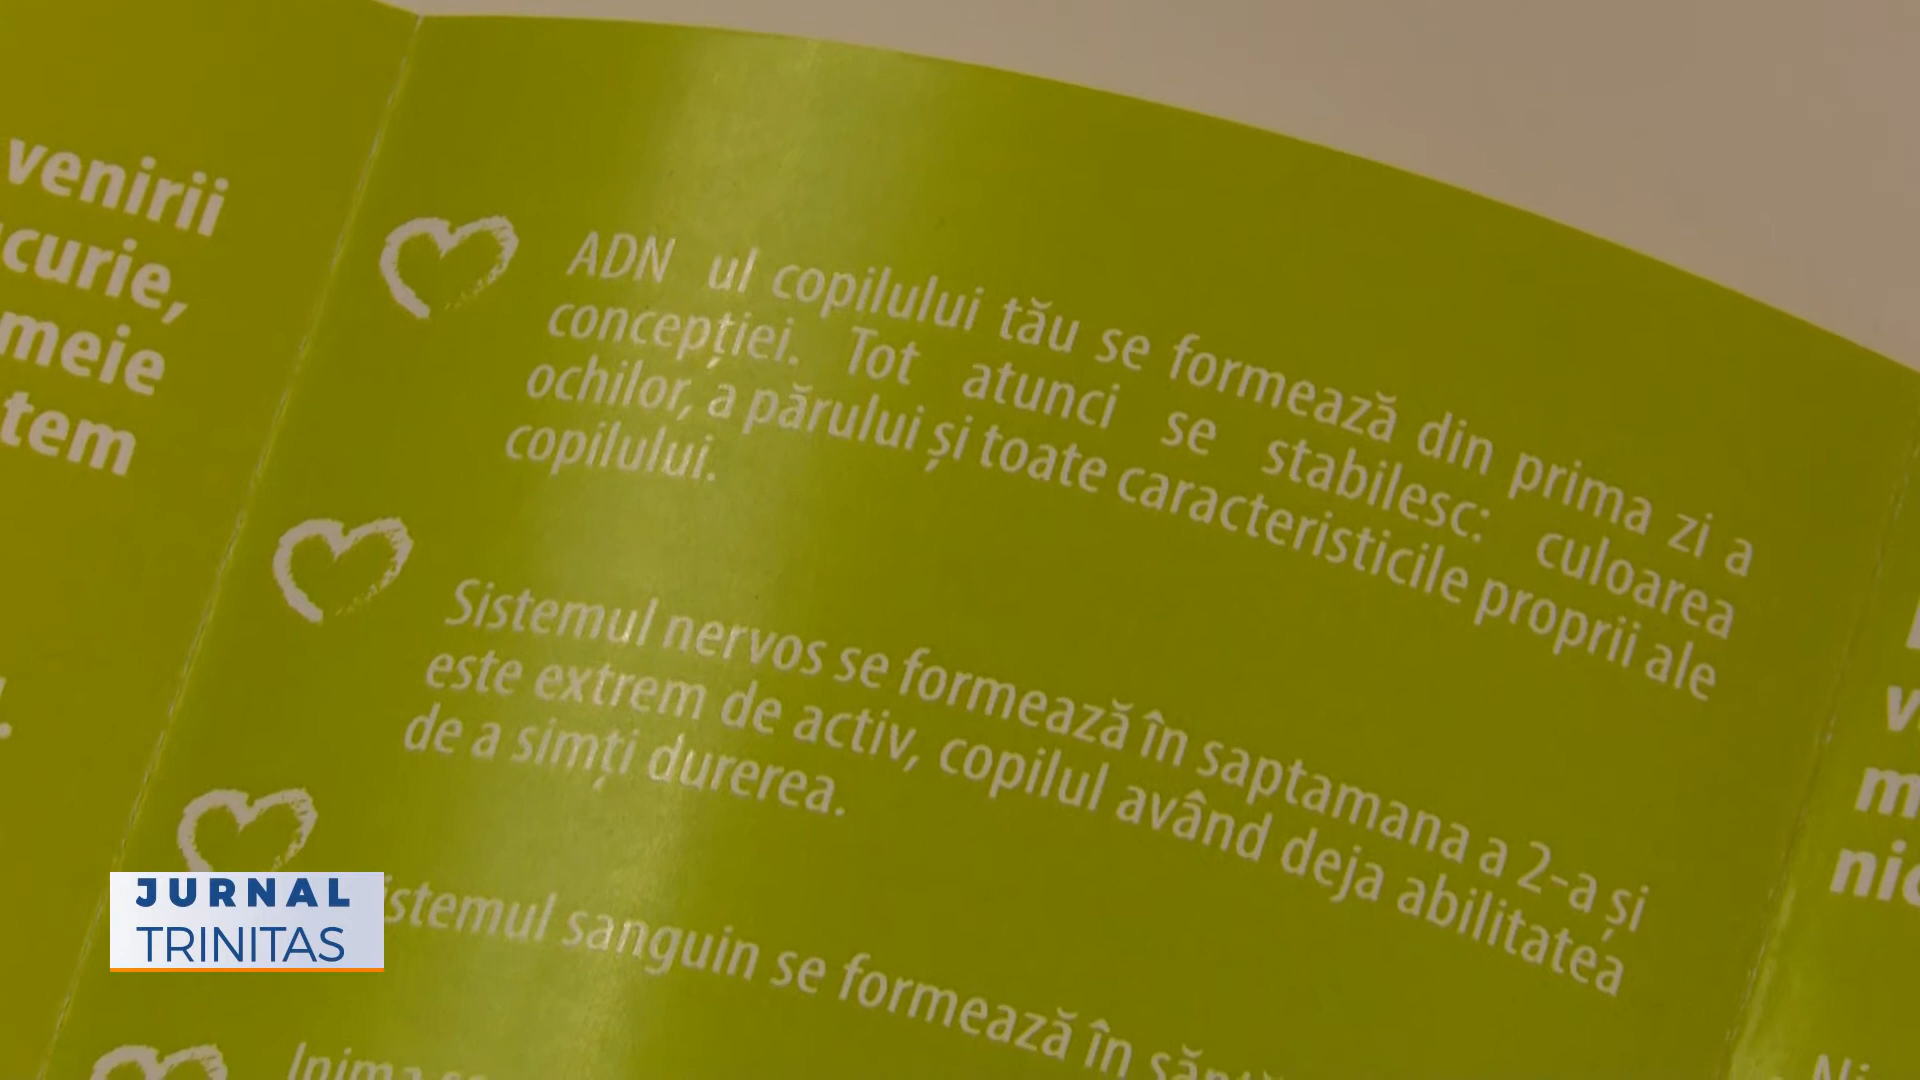 venirii
curie,
meie
tem
ADN ul copilului tău se formează din prima zi a
concepției. Tot atunci se stabilesc: culoarea
ochilor, a părului și toate caracteristicile proprii ale
copilului.
Sistemul nervos se formează în saptamana a 2-a și
este extrem de activ, copilul având deja abilitatea
de a simți durerea.
istemul sanguin se formează în
Inima
JURNAL
TRINITAS